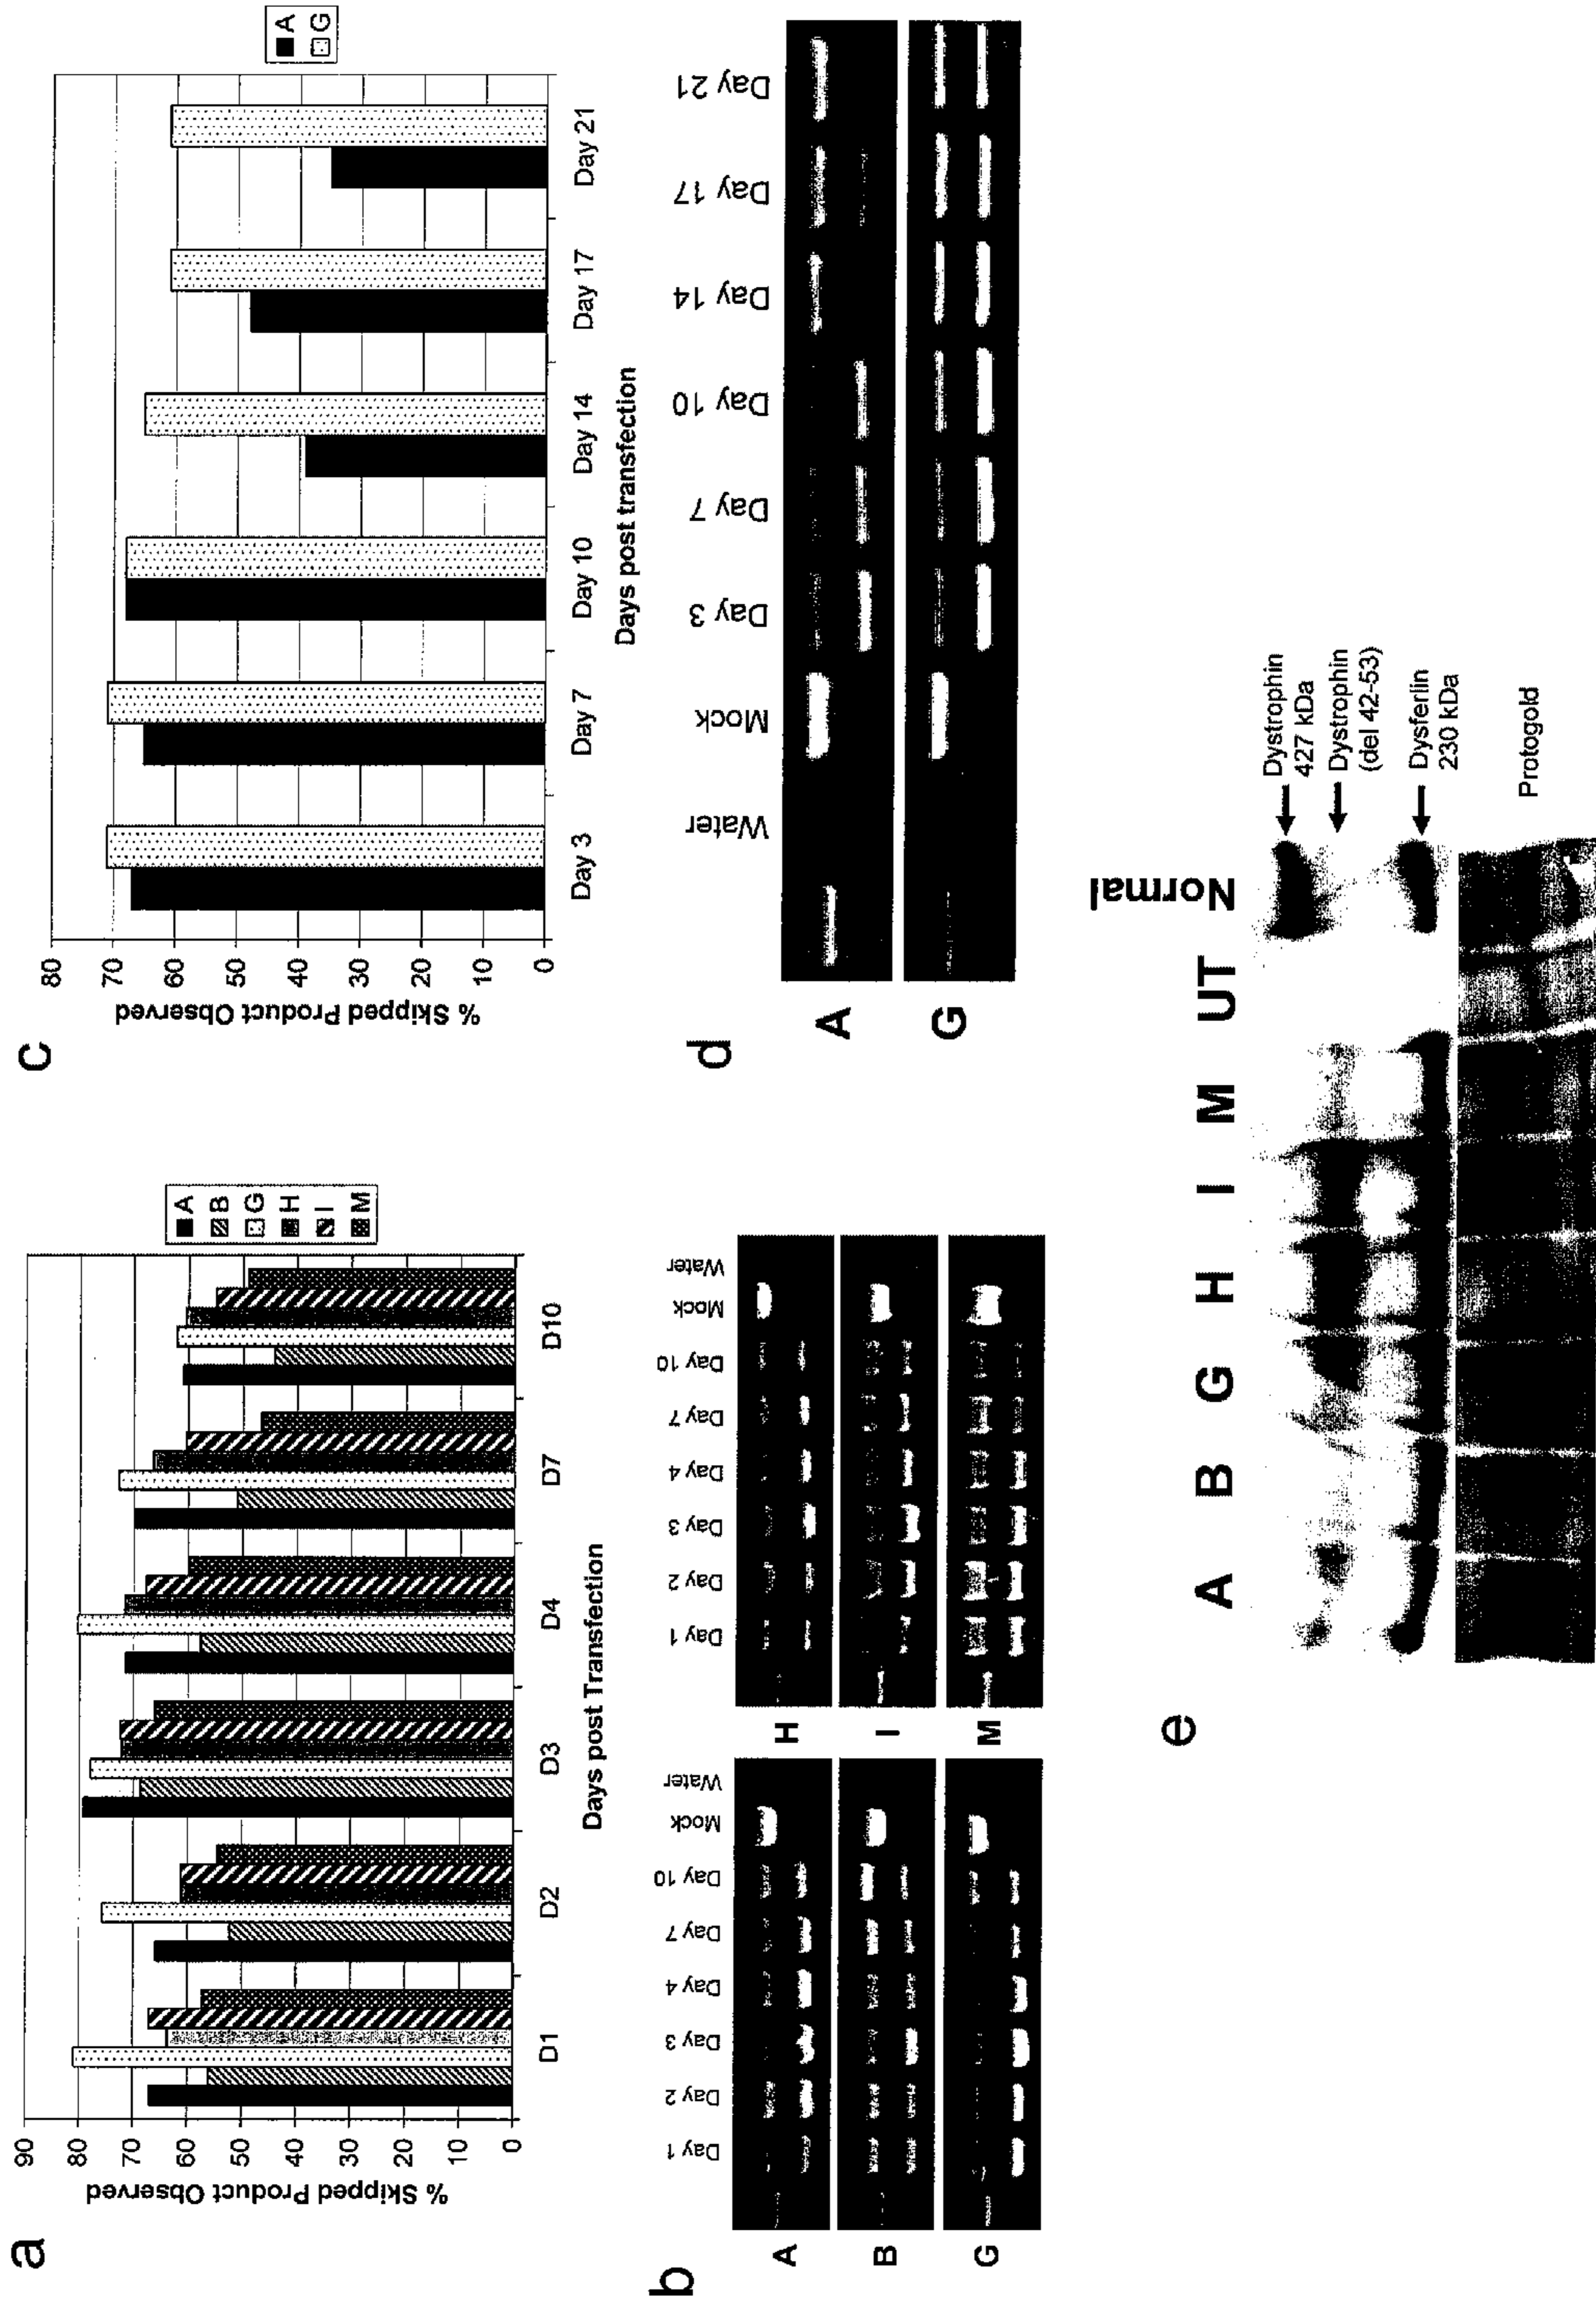 a
% Skipped Product Observed
90
80
70
60
50
40
30
20
10
0
D1 D2 D3 D4 D7 D10
Days post Transfection
A
B
G
H
I
M
b
Day 1 Day 2 Day 3 Day 4 Day 7 Day 10 Mock Water
A
B
G
Day 1 Day 2 Day 3 Day 4 Day 7 Day 10 Mock Water
H
I
M
c
% Skipped Product Observed
80
70
60
50
40
30
20
10
0
Day 3 Day 7 Day 10 Day 14 Day 17 Day 21
Days post transfection
A
G
d
Water Mock Day 3 Day 7 Day 10 Day 14 Day 17 Day 21
A
G
e
A B G H I M UT Normal
Dystrophin
427 kDa
Dystrophin
(del 42-53)
Dysferlin
230 kDa
Protogold